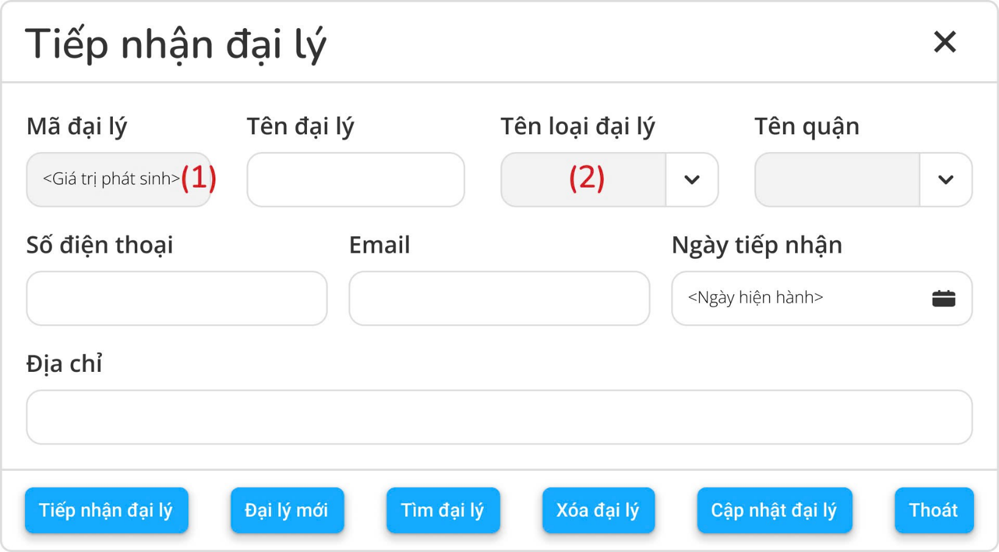 Tiếp nhận đại lý
Mã đại lý Tên đại lý Tên loại đại lý Tên quận
<Giá trị phát sinh>(1) (2)
Số điện thoại Email Ngày tiếp nhận
<Ngày hiện hành>
Địa chỉ
Tiếp nhận đại lý Đại lý mới Tìm đại lý Xóa đại lý Cập nhật đại lý Thoát